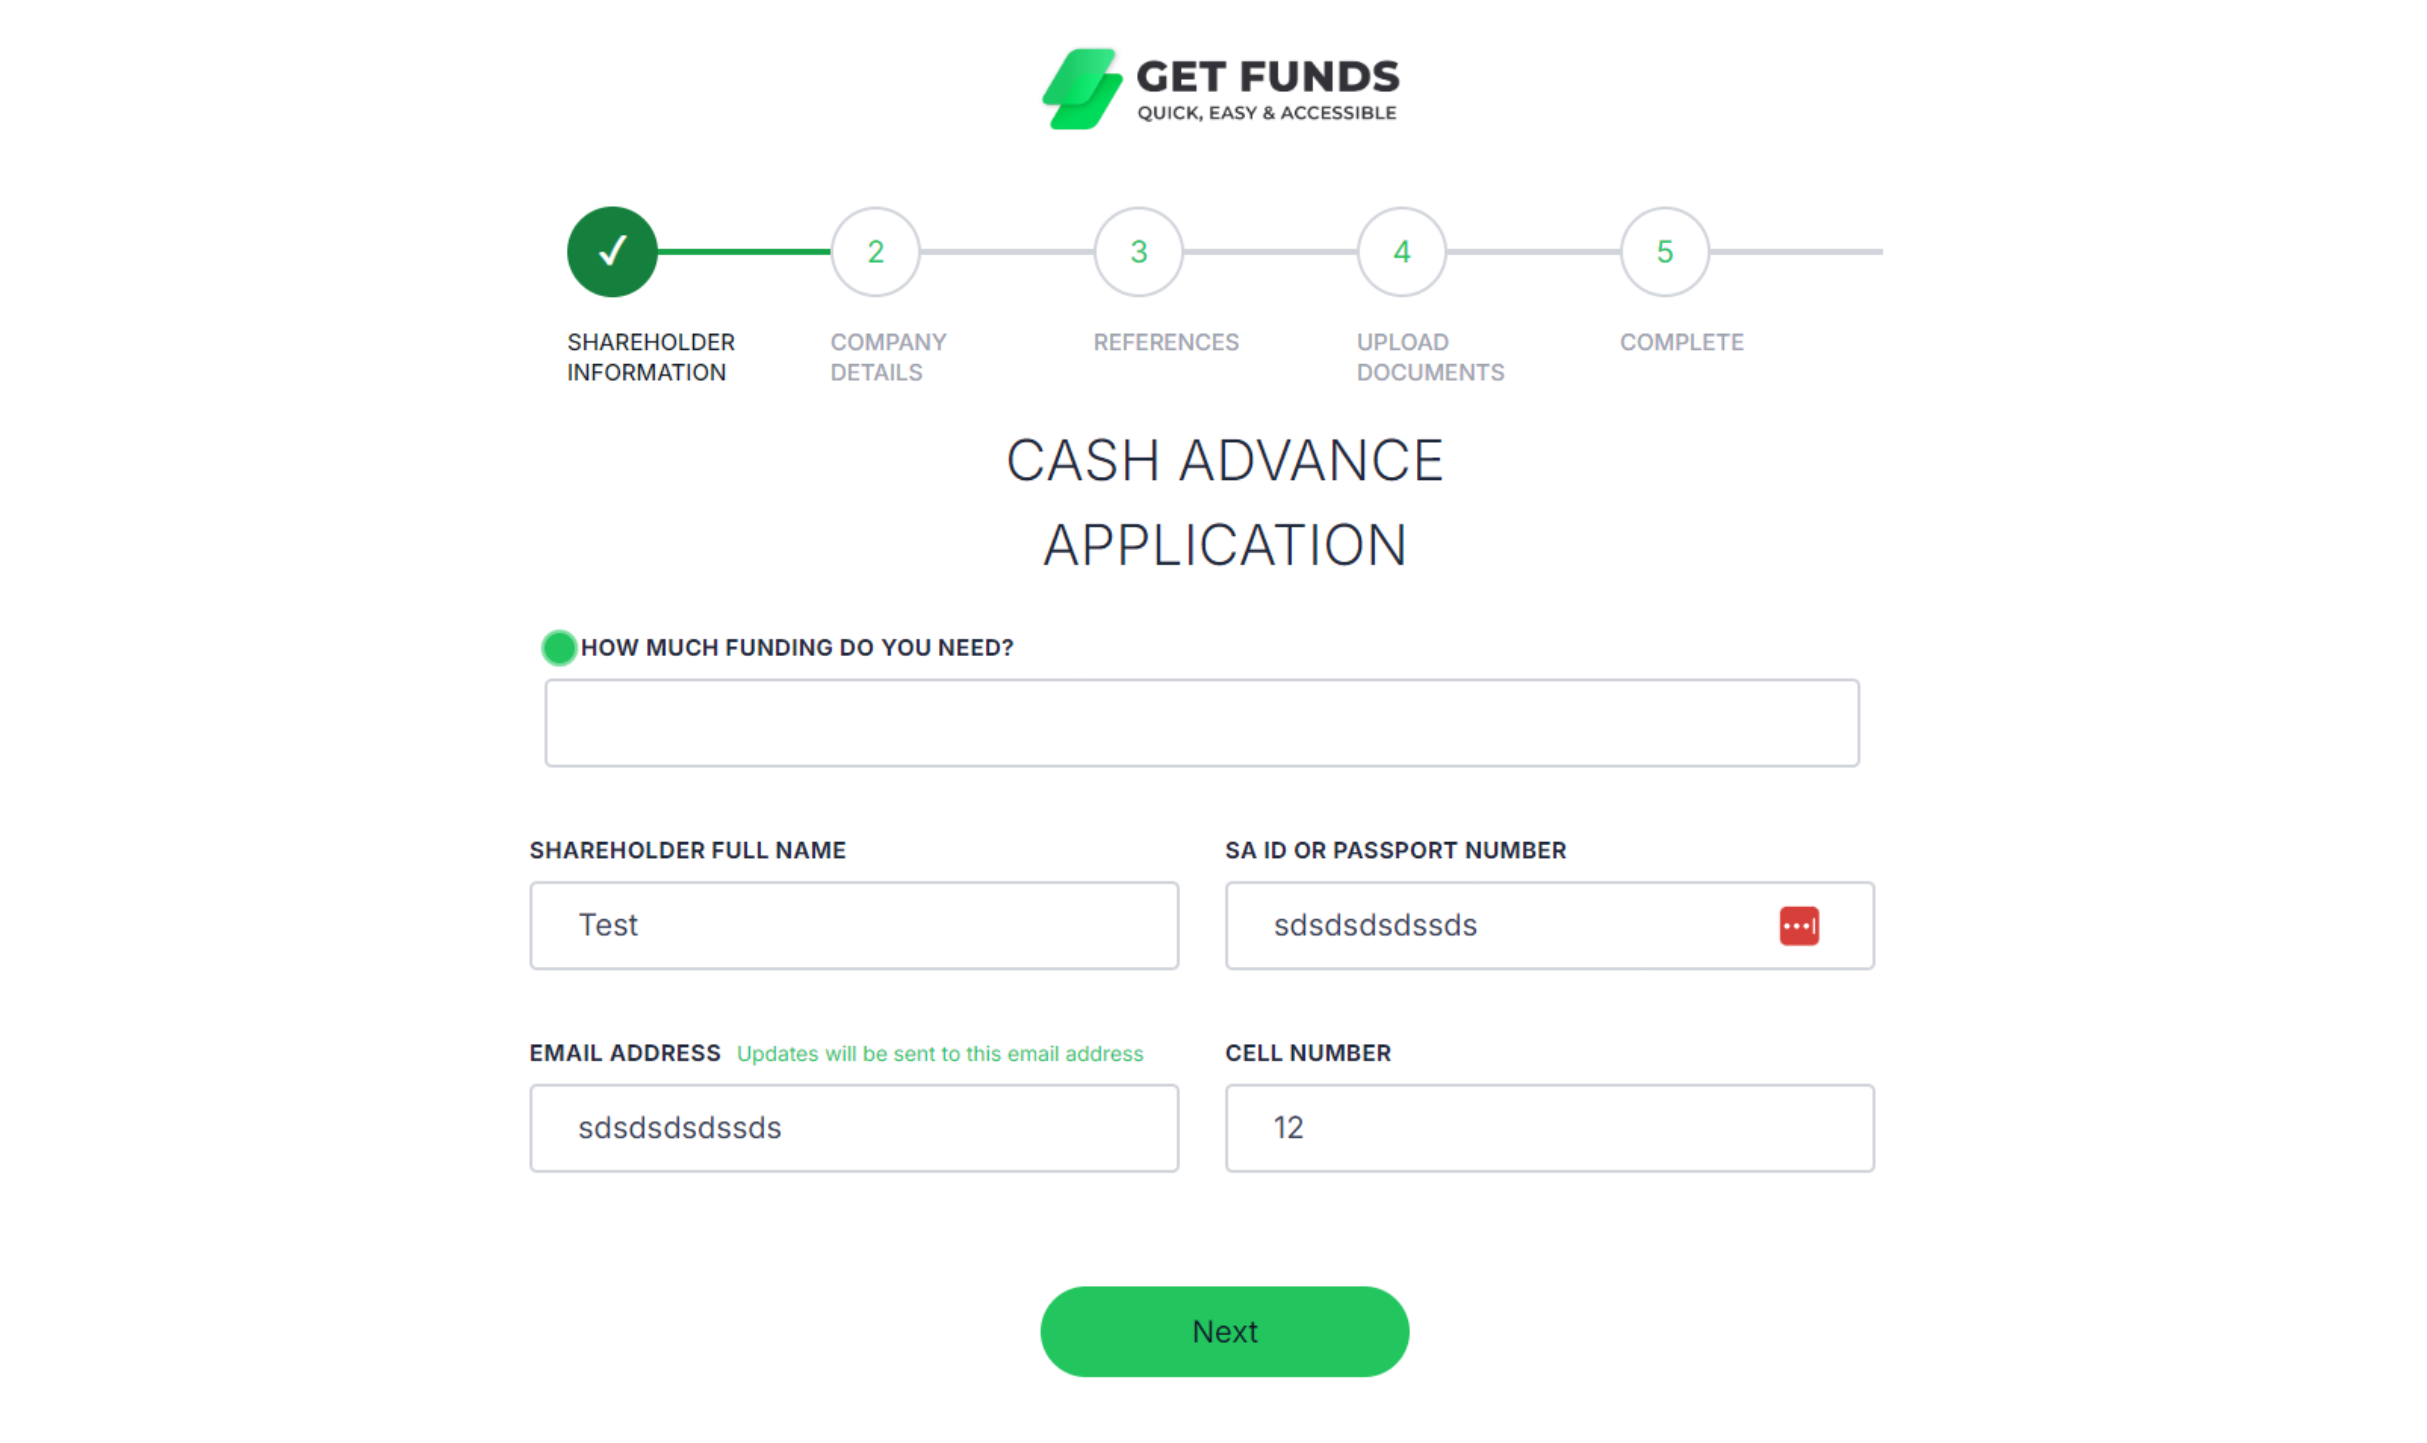 GET FUNDS
QUICK, EASY & ACCESSIBLE
2
3
4
5
SHAREHOLDER
INFORMATION
COMPANY
DETAILS
REFERENCES
UPLOAD
DOCUMENTS
COMPLETE
CASH ADVANCE
APPLICATION
HOW MUCH FUNDING DO YOU NEED?
SHAREHOLDER FULL NAME
SA ID OR PASSPORT NUMBER
Test
sdsdsdsdssds
EMAIL ADDRESS Updates will be sent to this email address
CELL NUMBER
sdsdsdsdssds
12
Next